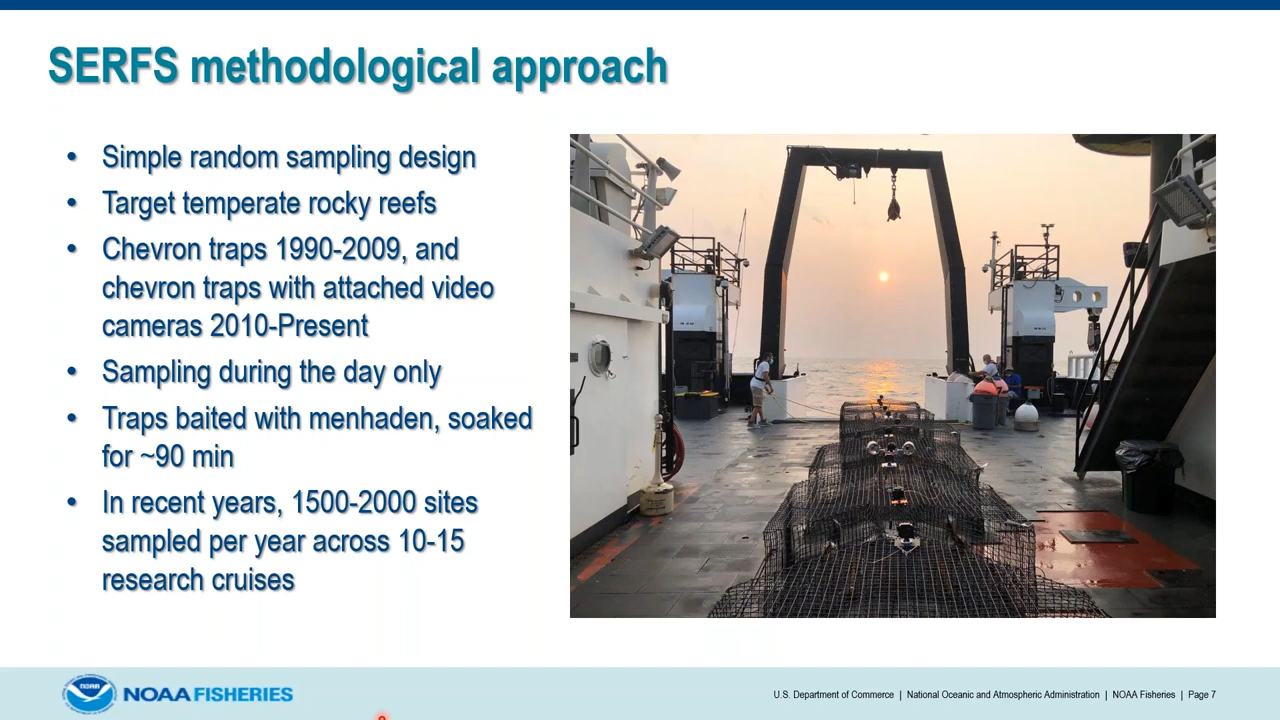 SERFS methodological approach
• Simple random sampling design
• Target temperate rocky reefs
• Chevron traps 1990-2009, and
chevron traps with attached video
cameras 2010-Present
• Sampling during the day only
• Traps baited with menhaden, soaked
for ~90 min
• In recent years, 1500-2000 sites
sampled per year across 10-15
research cruises
NOAA
NOAA FISHERIES
U.S. Department of Commerce | National Oceanic and Atmospheric Administration | NOAA Fisheries | Page 7